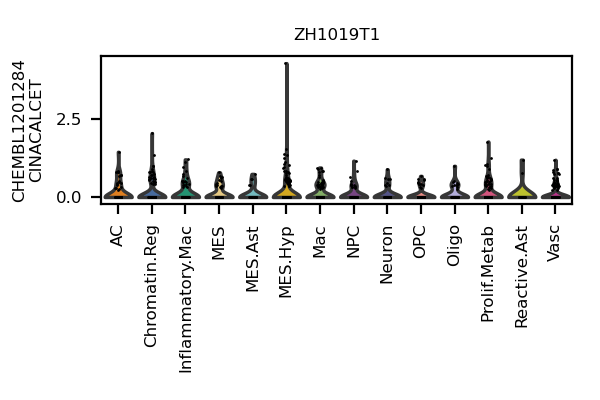 ZH1019T1
CHEMBL1201284
CINACALCET
2.5
0.0
AC
Chromatin.Reg
Inflammatory.Mac
MES
MES.Ast
MES.Hyp
Mac
NPC
Neuron
OPC
Oligo
Prolif.Metab
Reactive.Ast
Vasc